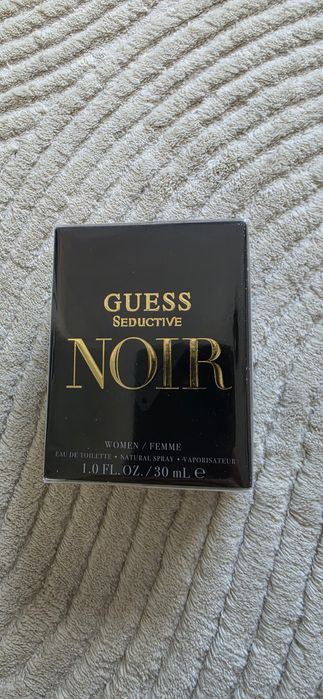 GUESS
SEDUCTIVE
NOIR
WOMEN / FEMME
EAU DE TOILETTE • NATURAL SPRAY • VAPORISATEUR
1.0 FL.OZ./30 mL ℮